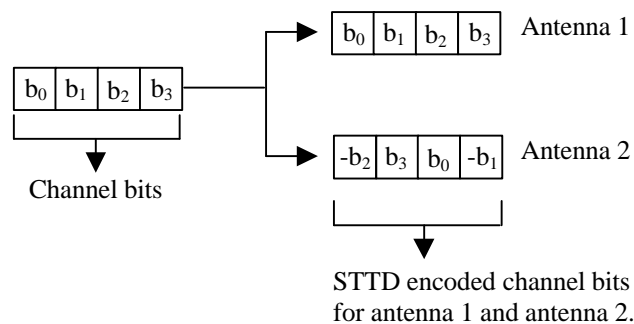 b₀ b₁ b₂ b₃ Antenna 1
b₀ b₁ b₂ b₃
-b₂ b₃ b₀ -b₁ Antenna 2
Channel bits
STTD encoded channel bits
for antenna 1 and antenna 2.